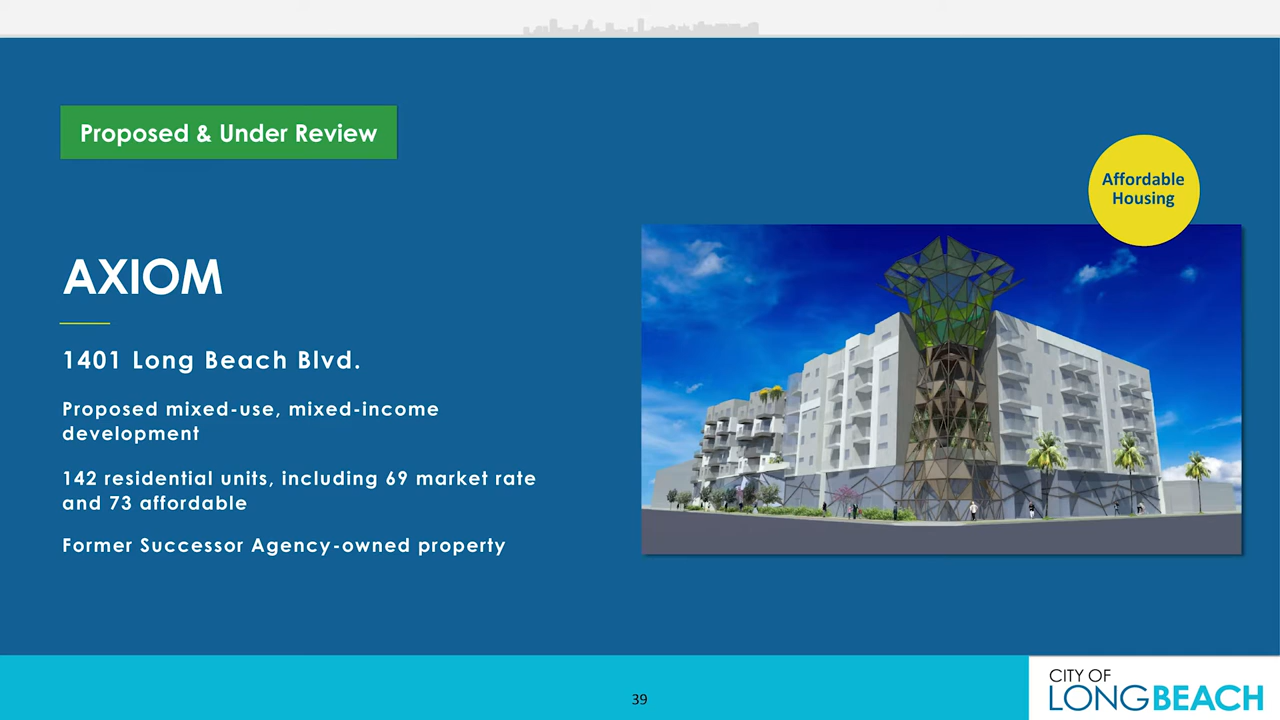 Proposed & Under Review
Affordable
Housing
AXIOM
1401 Long Beach Blvd.
Proposed mixed-use, mixed-income
development
142 residential units, including 69 market rate
and 73 affordable
Former Successor Agency-owned property
39
CITY OF
LONGBEACH